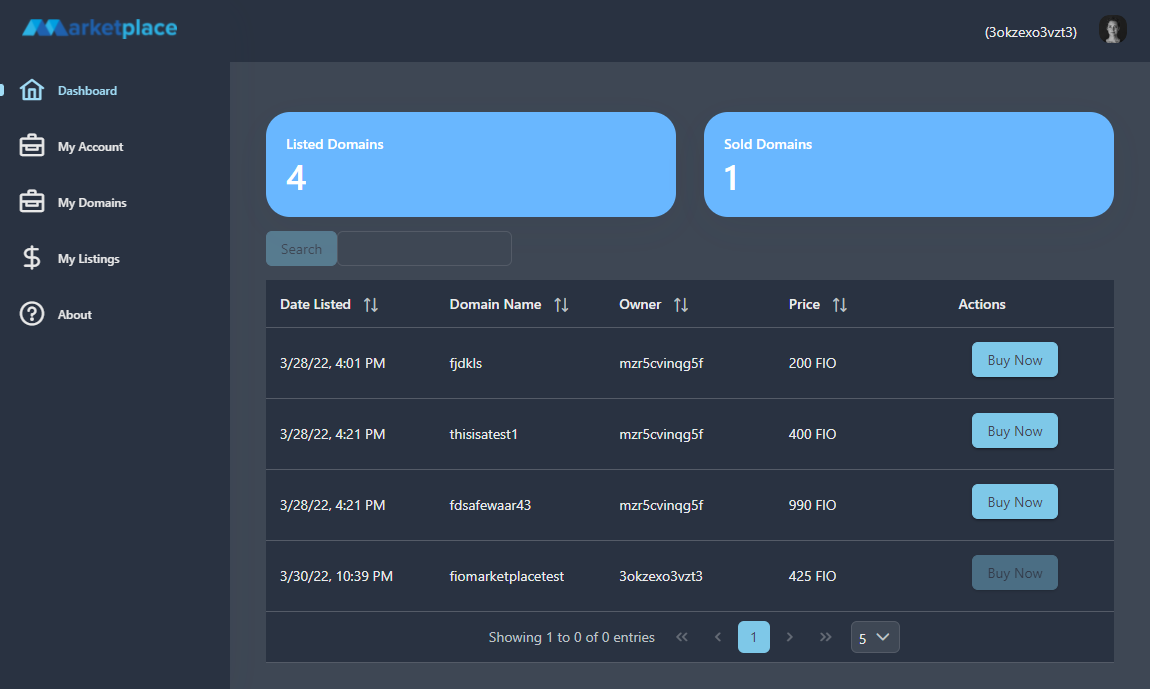 Marketplace
(3okzexo3vzt3)
Dashboard
My Account
My Domains
My Listings
About
Listed Domains
4
Sold Domains
1
Search
Date Listed Domain Name Owner Price Actions
3/28/22, 4:01 PM fjdkls mzr5cvinqg5f 200 FIO Buy Now
3/28/22, 4:21 PM thisisatest1 mzr5cvinqg5f 400 FIO Buy Now
3/28/22, 4:21 PM fdsafewaar43 mzr5cvinqg5f 990 FIO Buy Now
3/30/22, 10:39 PM fiomarketplacetest 3okzexo3vzt3 425 FIO Buy Now
Showing 1 to 0 of 0 entries « ‹ 1 › » 5